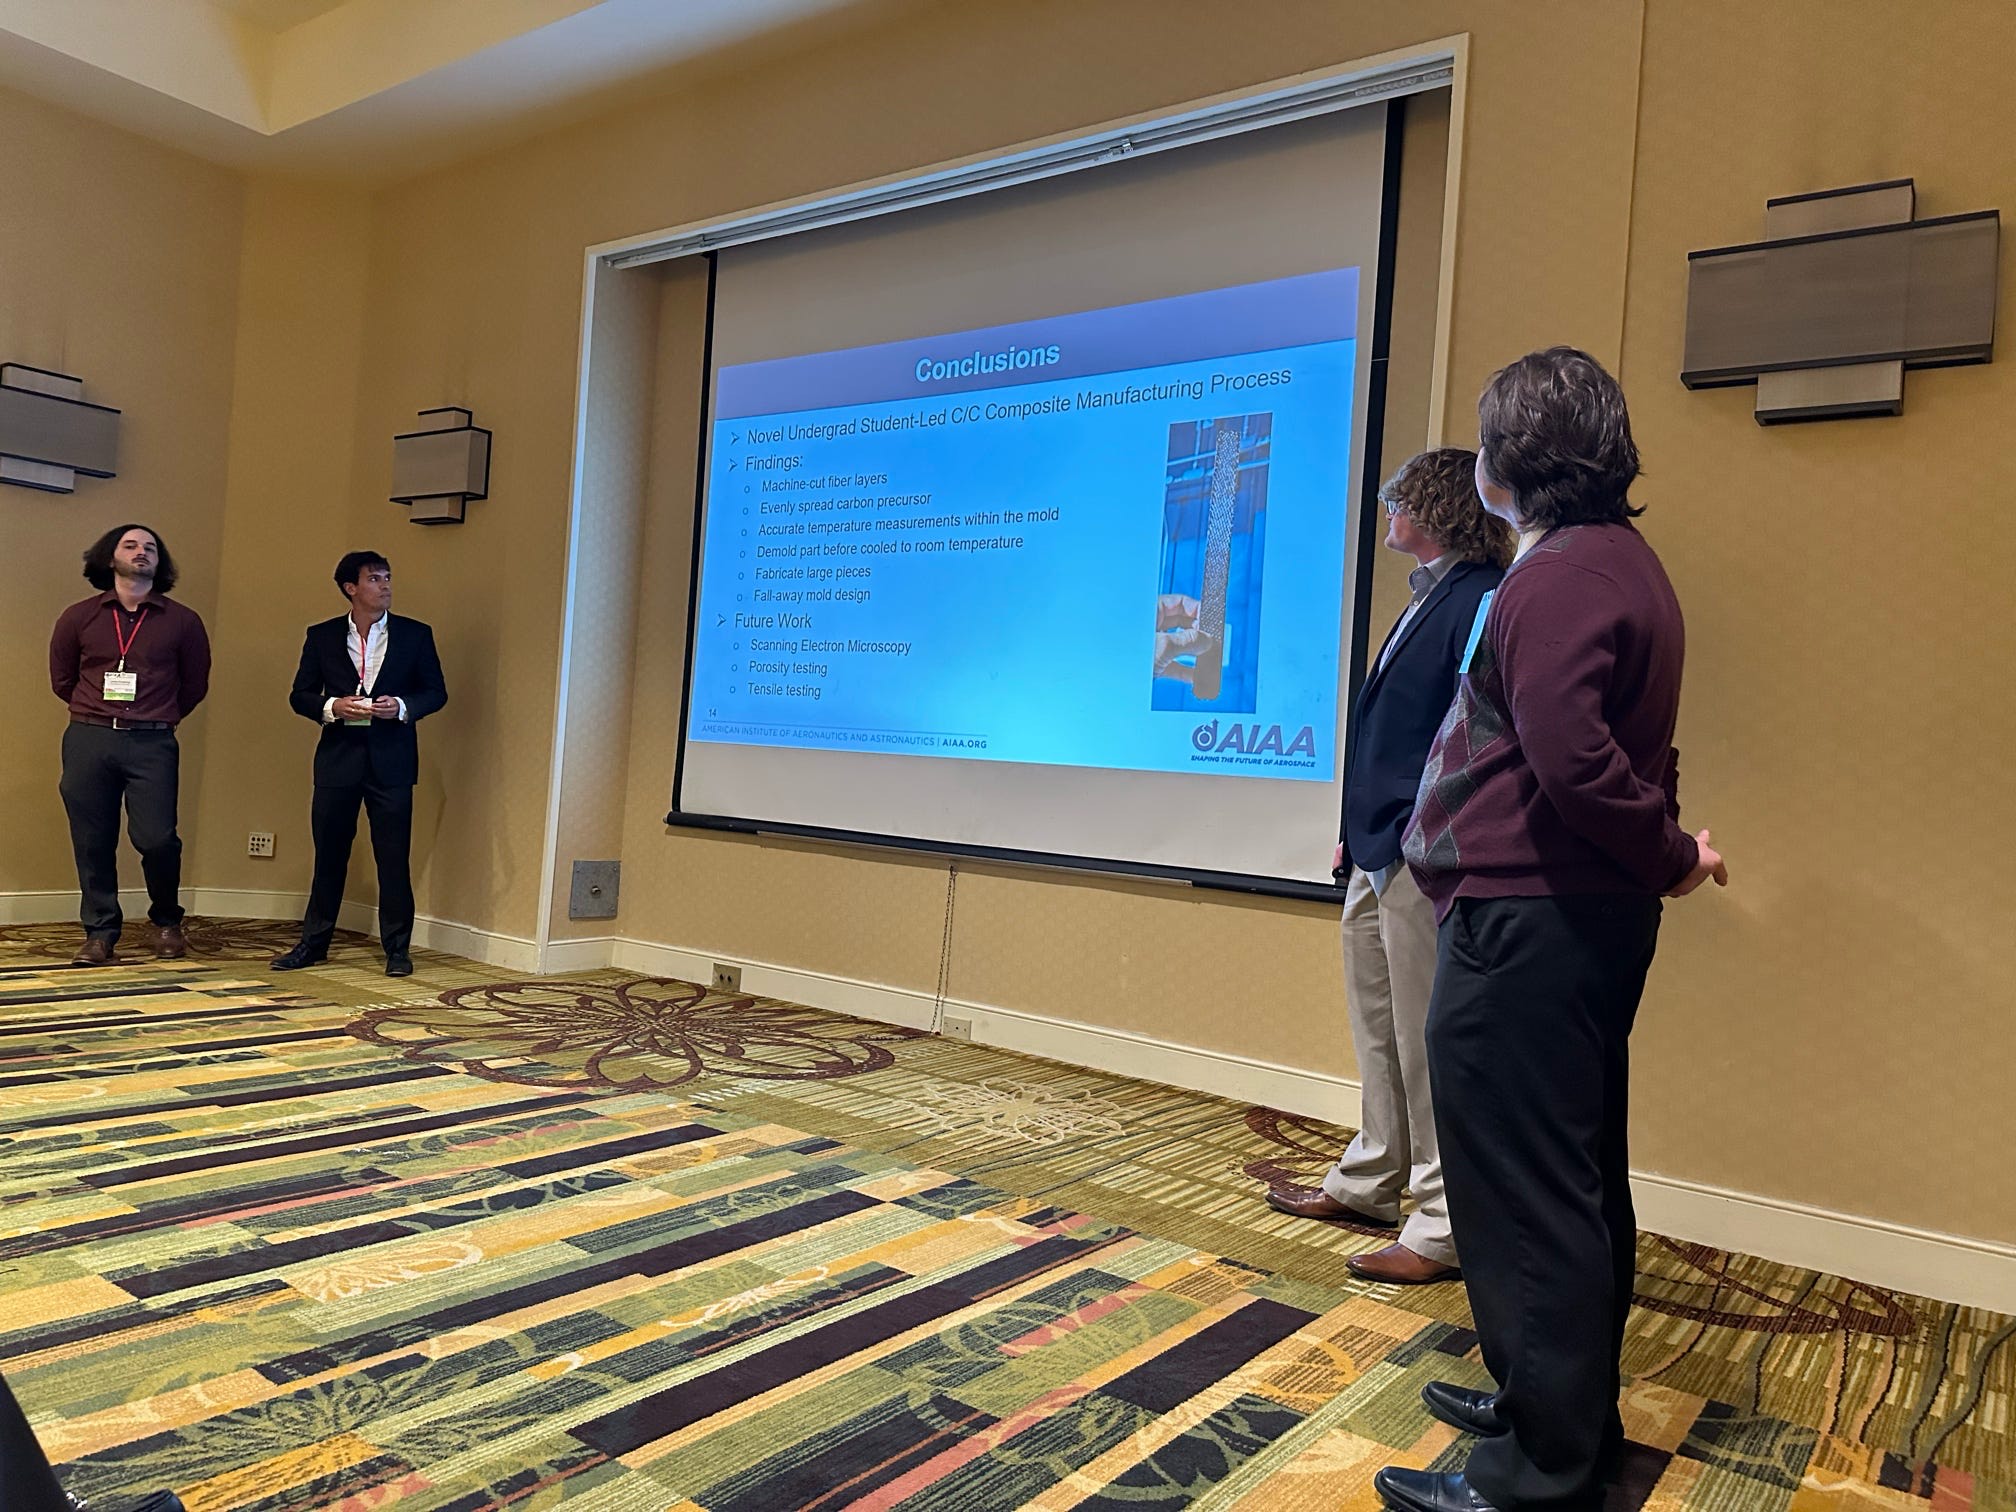 Conclusions
➢ Novel Undergrad Student-Led C/C Composite Manufacturing Process
➢ Findings:
o Machine-cut fiber layers
o Evenly spread carbon precursor
o Accurate temperature measurements within the mold
o Demold part before cooled to room temperature
o Fabricate large pieces
o Fall-away mold design
➢ Future Work
o Scanning Electron Microscopy
o Porosity testing
o Tensile testing
14
AMERICAN INSTITUTE OF AERONAUTICS AND ASTRONAUTICS | AIAA.ORG
AIAA
SHAPING THE FUTURE OF AEROSPACE